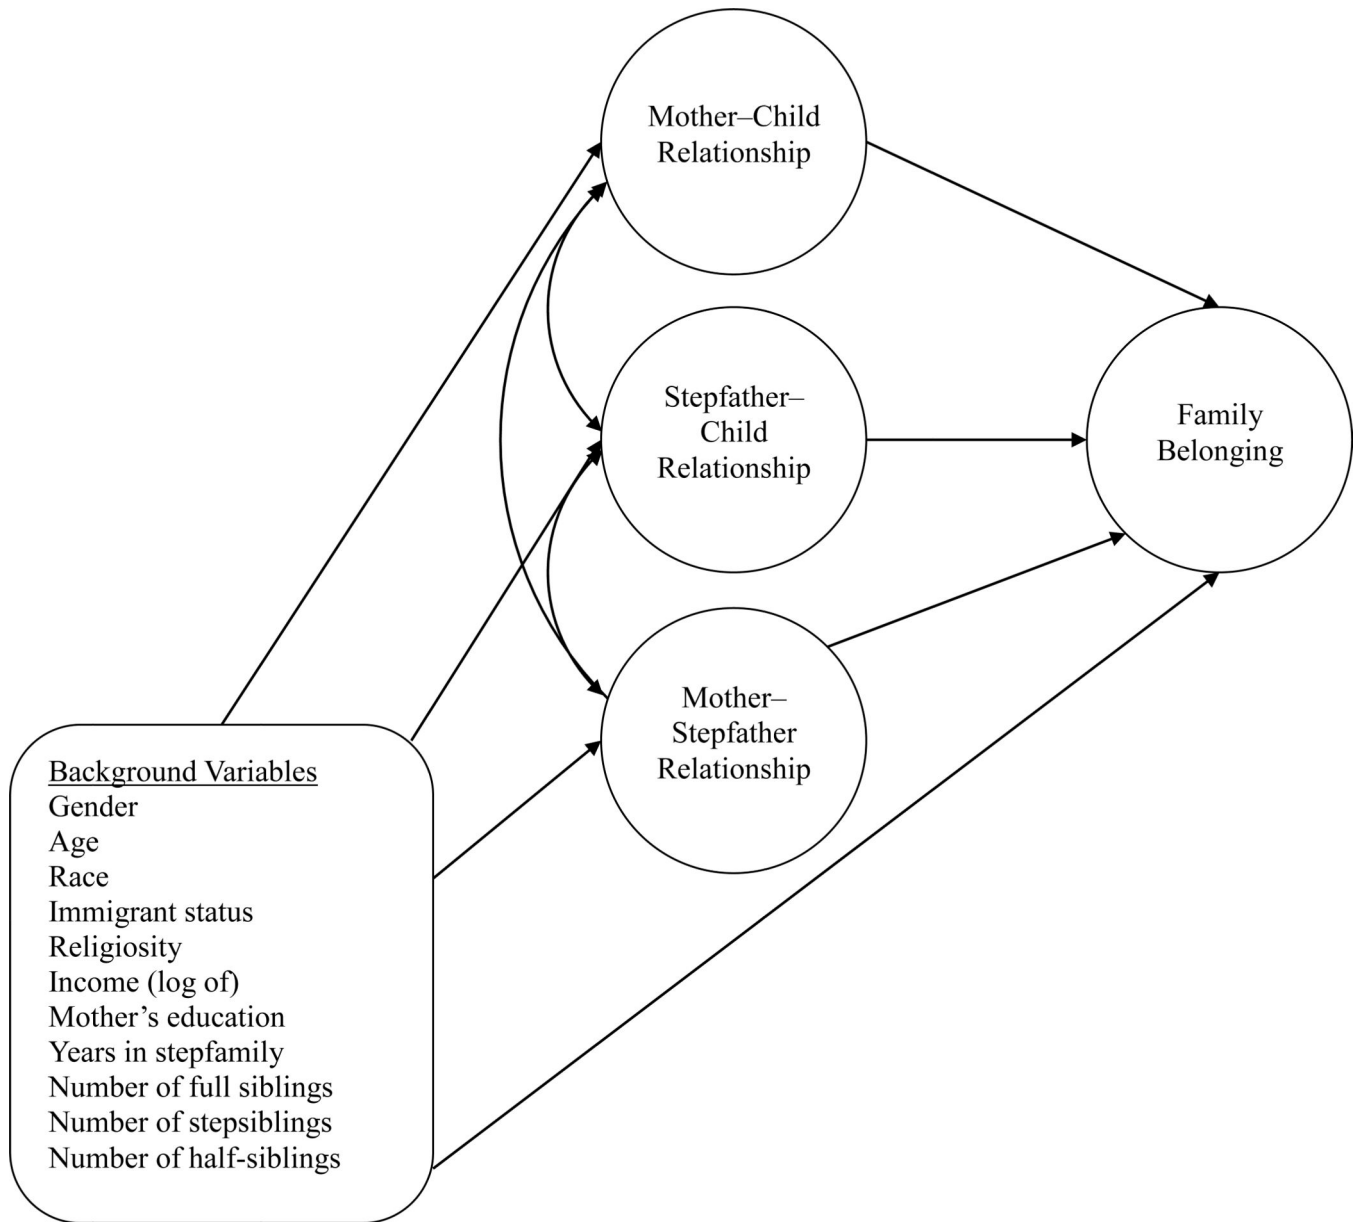 Mother–Child
Relationship
Stepfather–
Child
Relationship
Family
Belonging
Mother–
Stepfather
Relationship
Background Variables
Gender
Age
Race
Immigrant status
Religiosity
Income (log of)
Mother’s education
Years in stepfamily
Number of full siblings
Number of stepsiblings
Number of half-siblings